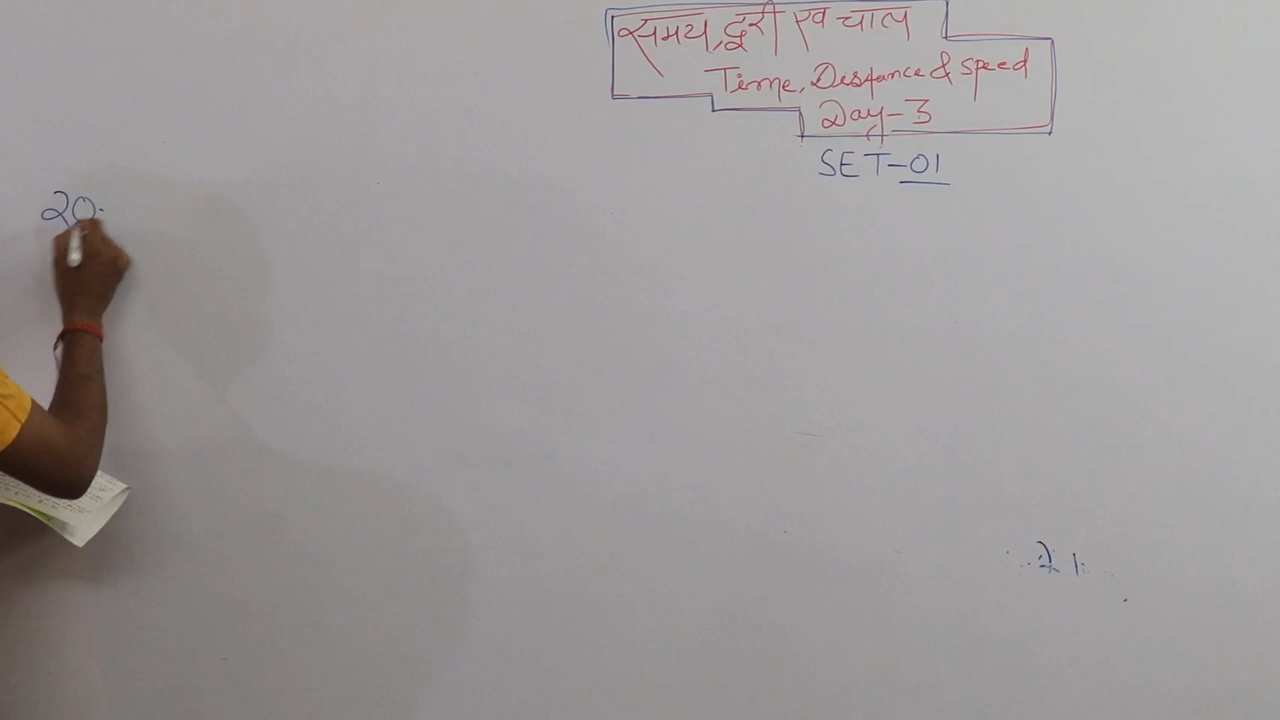 समय, दूरी एव चाल
Time, Distance & Speed
Day-3
SET-01
20.